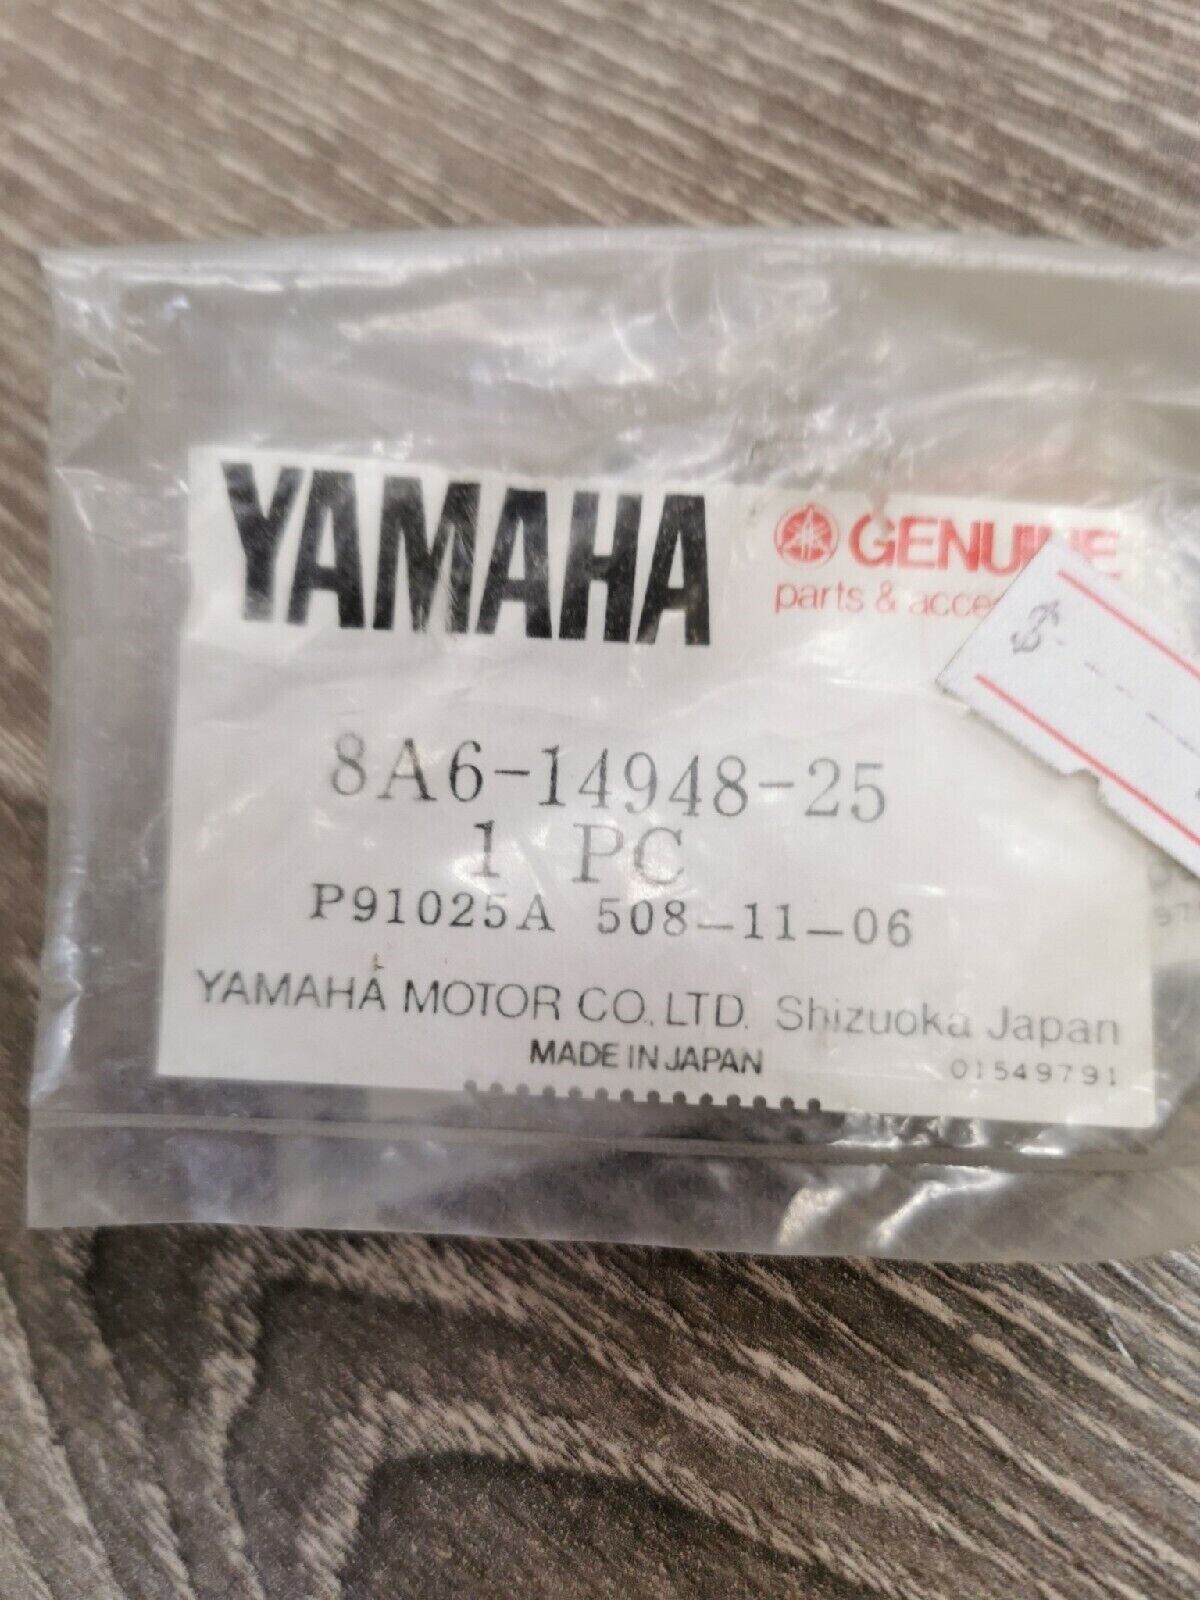 YAMAHA
GENUINE
parts & acce
8A6-14948-25
1 PC
P91025A 508-11-06
YAMAHA MOTOR CO., LTD. Shizuoka Japan
MADE IN JAPAN
01549791